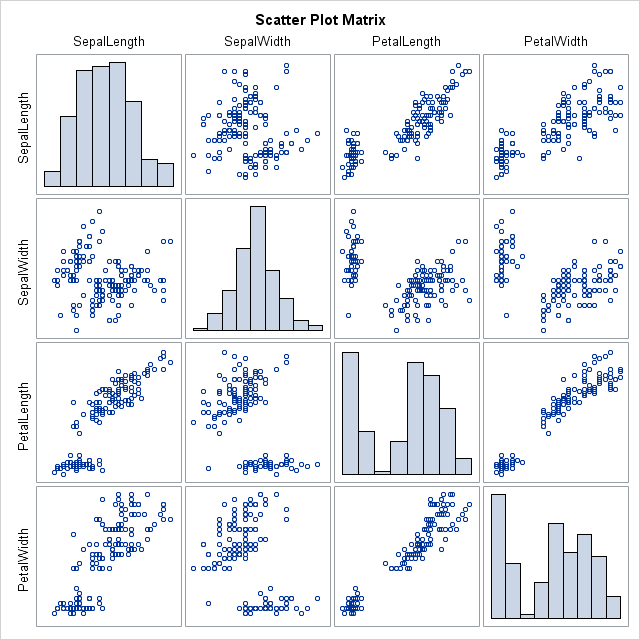 Scatter Plot Matrix
SepalLength SepalWidth PetalLength PetalWidth
SepalLength
SepalWidth
PetalLength
PetalWidth